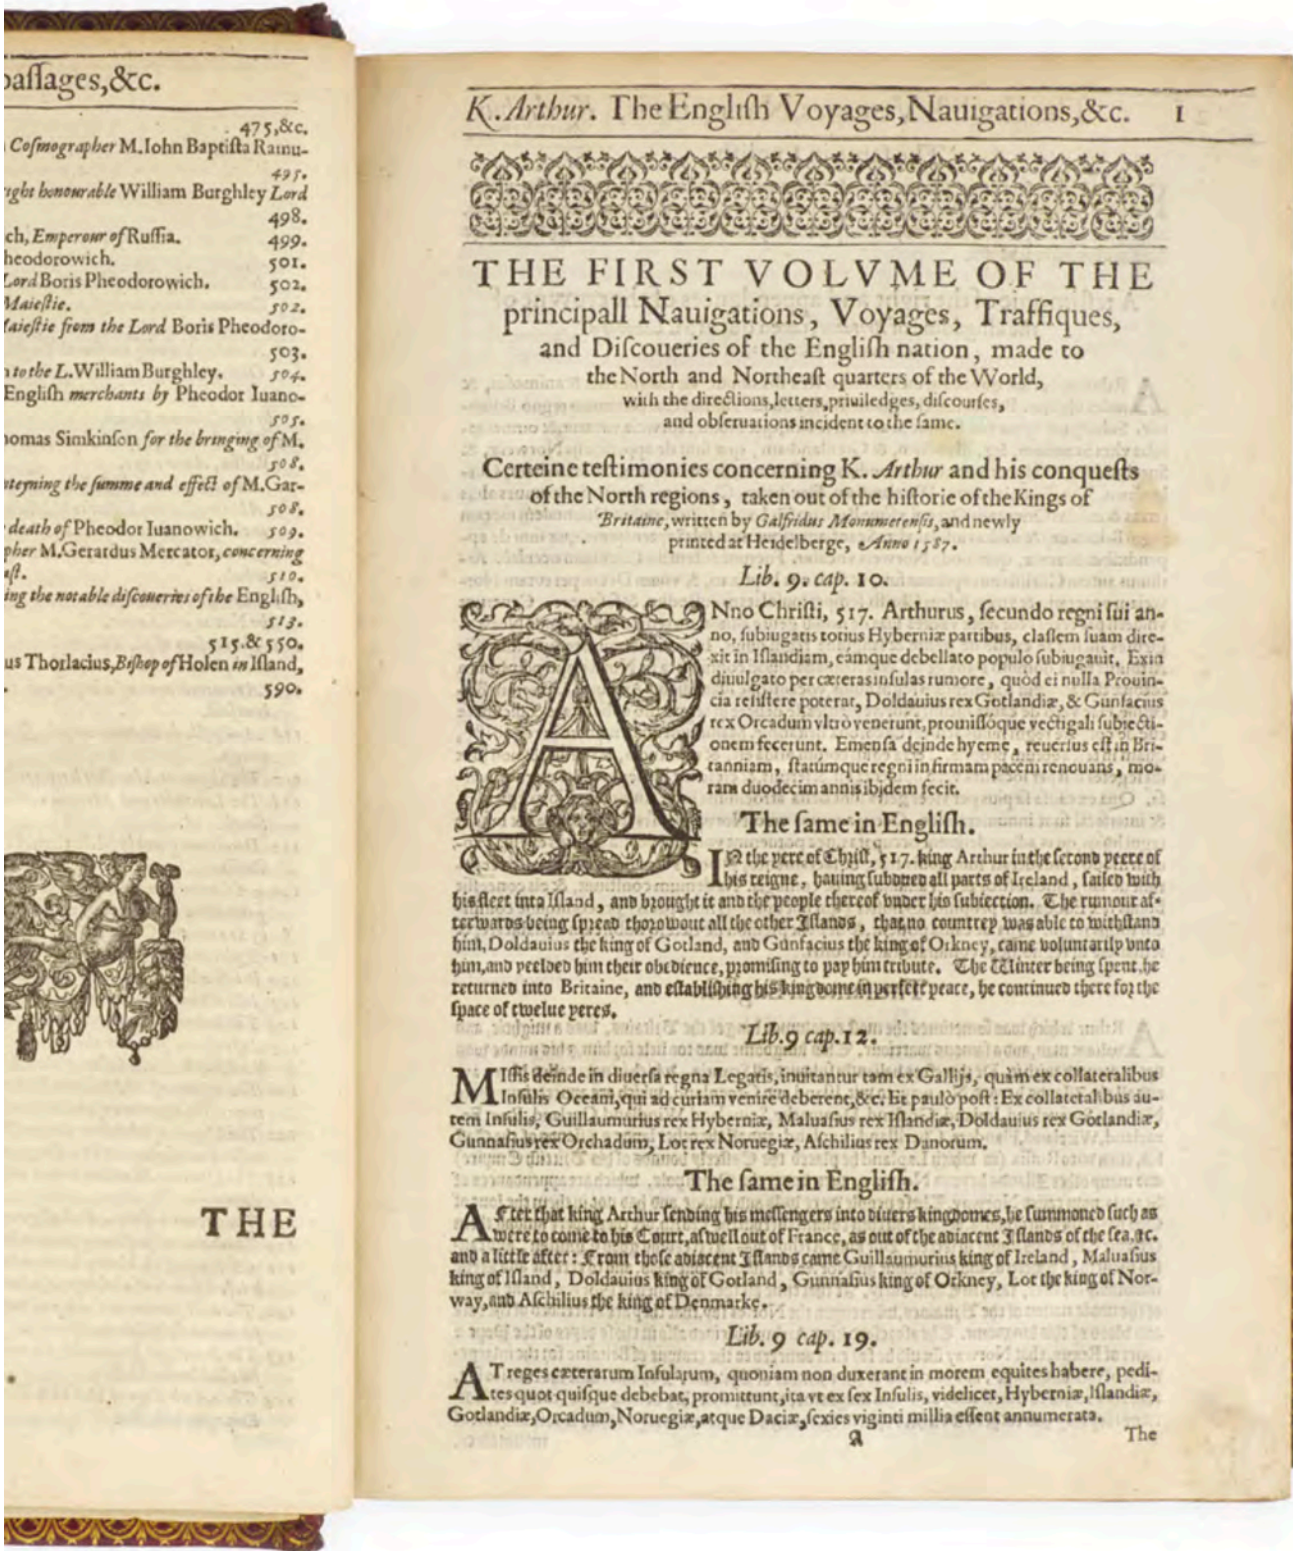 paſſages,&c.
475,&c.
Coſmographer M.Iohn Baptiſta Ramu-
495.
right honourable William Burghley Lord
498.
ch, Emperour of Ruſſia. 499.
heodorowich. 501.
Lord Boris Pheodorowich. 502.
Maieſtie. 502.
Maieſtie from the Lord Boris Pheodoro-
503.
to the L.William Burghley. 504.
Engliſh merchants by Pheodor Iuano-
505.
homas Simkinſon for the bringing of M.
508.
nteyning the ſumme and effect of M.Gar-
508.
death of Pheodor Iuanowich. 509.
pher M.Gerardus Mercator, concerning
aſt. 510.
ing the notable diſcoueries of the Engliſh,
513.
515.& 550.
us Thorlacius, Biſhop of Holen in Iſland,
590.
THE
K. Arthur. The Engliſh Voyages, Nauigations,&c. 1
THE FIRST VOLVME OF THE
principall Nauigations, Voyages, Traffiques,
and Diſcoueries of the Engliſh nation, made to
the North and Northeaſt quarters of the World,
with the directions,letters,priuiledges, diſcourſes,
and obſeruations incident to the ſame.
Certeine teſtimonies concerning K. Arthur and his conqueſts
of the North regions, taken out of the hiſtorie of the Kings of
Britaine, written by Galfridus Monumetenſis, and newly
printed at Heidelberge, Anno 1587.
Lib. 9. cap. 10.
ANno Chriſti, 517. Arthurus, ſecundo regni ſui an-
no, ſubiugatis totius Hyberniæ partibus, claſſem ſuam dire-
xit in Iſlandiam, eámque debellato populo ſubiugauit. Exin
diuulgato per cæteras inſulas rumore, quòd ei nulla Prouin-
cia reſiſtere poterat, Doldauius rex Gotlandiæ, & Gunfacius
rex Orcadum vltrò venerunt, promiſſóque vectigali ſubiecti-
onem fecerunt. Emenſa deinde hyeme, reuerſus eſt in Bri-
tanniam, ſtatúmque regni in firmam pacem renouans, mo-
ram duodecim annis ibidem fecit.
The ſame in Engliſh.
IN the yere of Chriſt, 517. king Arthur in the ſecond yeere of
his reigne, hauing ſubdued all parts of Ireland, ſailed with
his fleet into Iſland, and brought it and the people thereof vnder his ſubiection. The rumour af-
terwards being ſpread thorowout all the other Iſlands, that no countrey was able to withſtand
him, Doldauius the king of Gotland, and Gunfacius the king of Orkney, came voluntarily vnto
him, and yeelded him their obedience, promiſing to pay him tribute. The Winter being ſpent, he
returned into Britaine, and eſtabliſhing his kingdome in perfect peace, he continued there for the
ſpace of twelue yeres.
Lib.9 cap.12.
MIſſis deinde in diuerſa regna Legatis, inuitantur tam ex Gallijs, quàm ex collateralibus
Inſulis Oceani, qui ad curiam venire deberent,&c. Et paulò poſt: Ex collateralibus au-
tem Inſulis, Guillaumurius rex Hyberniæ, Maluaſius rex Iſlandiæ, Doldauius rex Gotlandiæ,
Gunnaſius rex Orchadum, Lot rex Noruegiæ, Aſchilius rex Danorum.
The ſame in Engliſh.
AFter that king Arthur ſending his meſſengers into diuers kingdomes, he ſummoned ſuch as
were to come to his Court, aſwell out of France, as out of the adiacent Iſlands of the ſea,&c.
and a little after: From thoſe adiacent Iſlands came Guillaumurius king of Ireland, Maluaſius
king of Iſland, Doldauius king of Gotland, Gunnaſius king of Orkney, Lot the king of Nor-
way, and Aſchilius the king of Denmarke.
Lib. 9 cap. 19.
AT reges cæterarum Inſularum, quoniam non duxerant in morem equites habere, pedi-
tes quot quiſque debebat, promittunt, ita vt ex ſex Inſulis, videlicet, Hyberniæ, Iſlandiæ,
Gotlandiæ, Orcadum, Noruegiæ, atque Daciæ, ſexies viginti millia eſſent annumerata.
a The